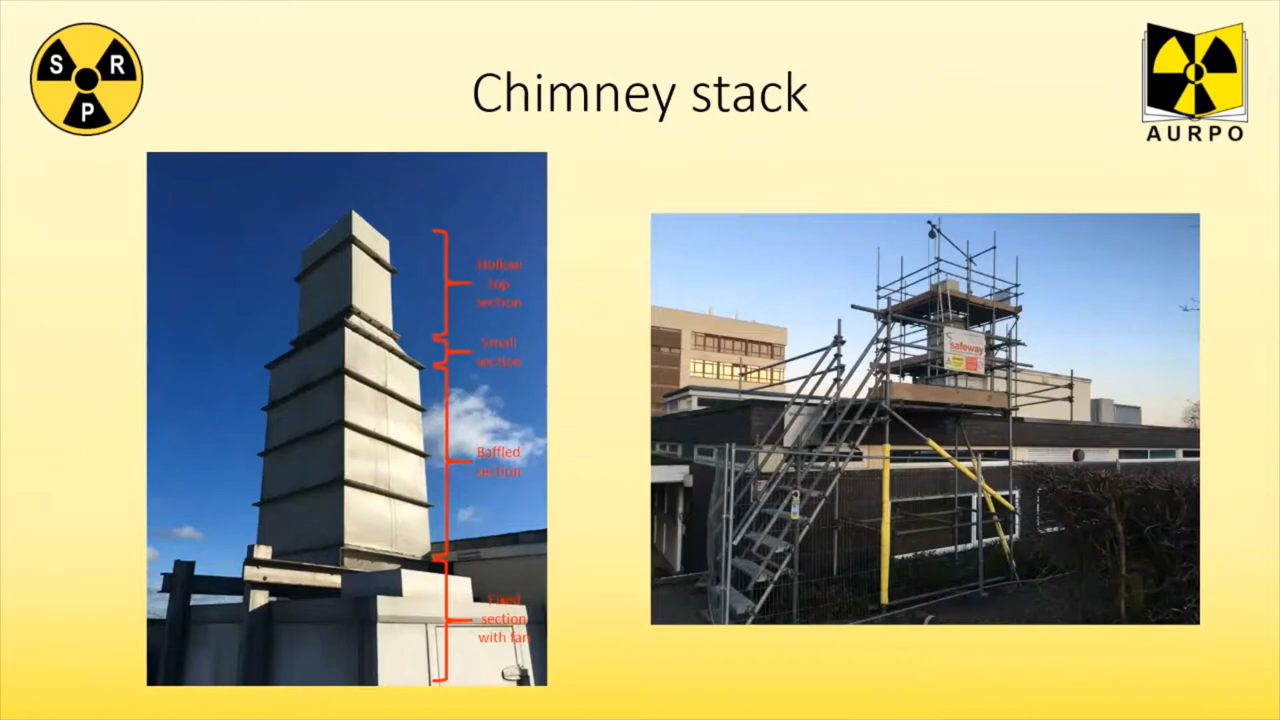 S R
P
Chimney stack
AURPO
Hollow
top
section
Small
section
Baffled
section
Fixed
section
with fan
safeway